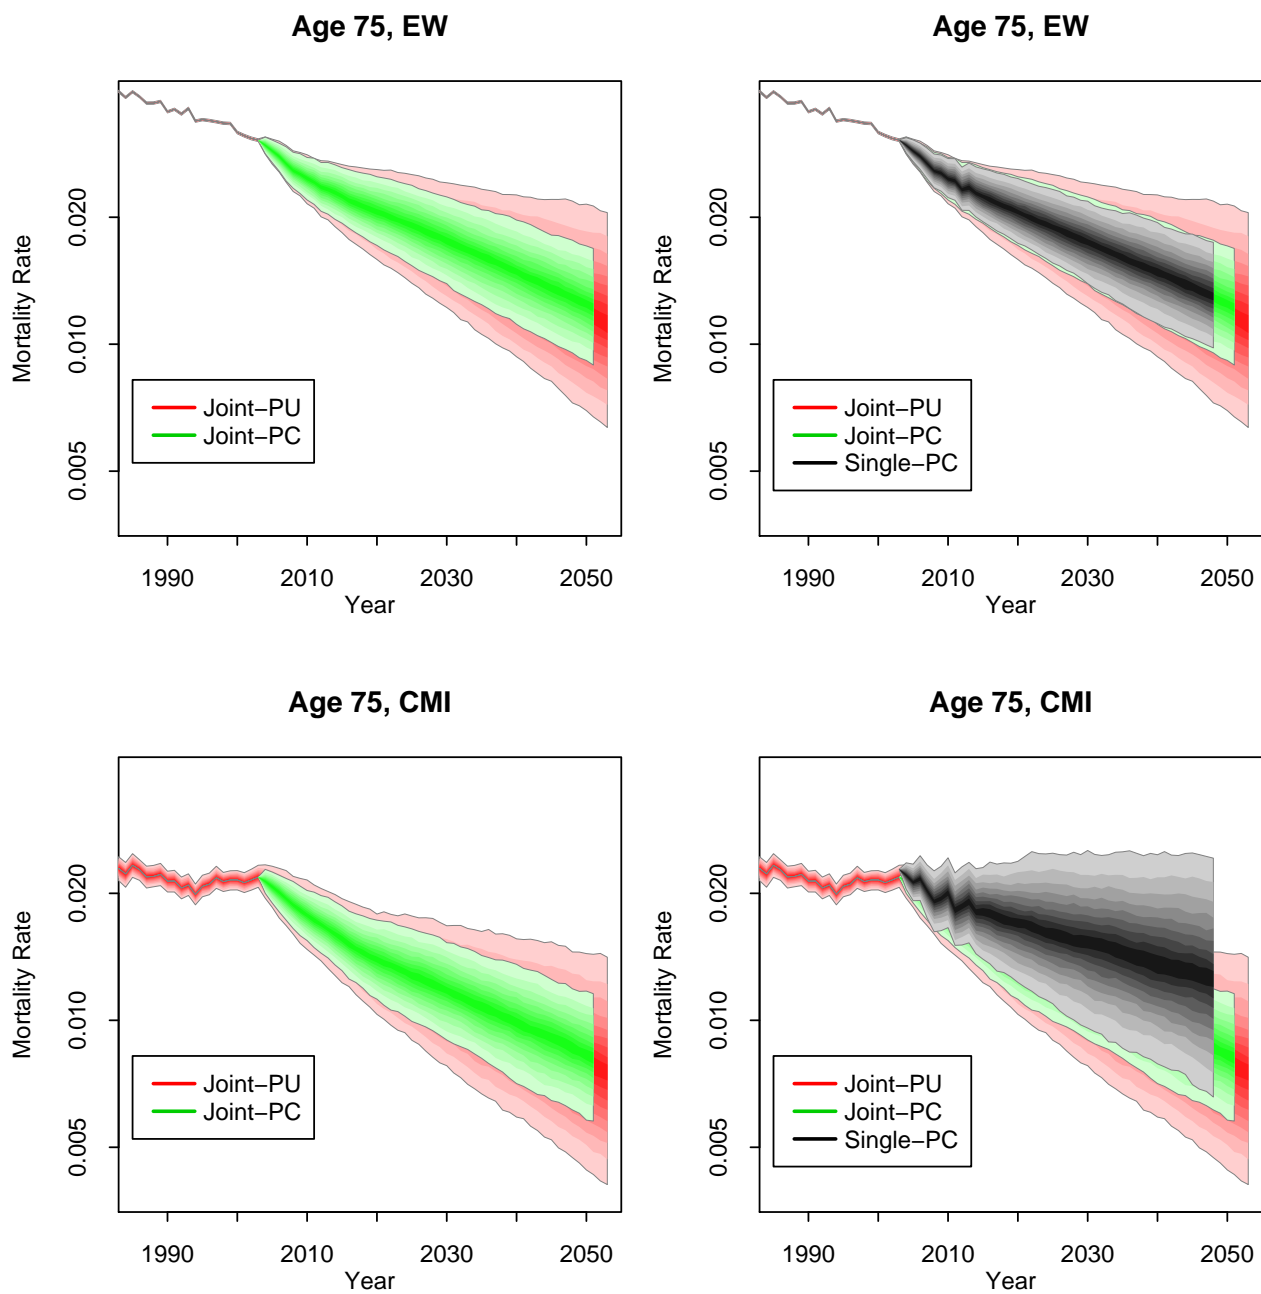 Age 75, EW
Mortality Rate
0.020
0.010
0.005
Joint−PU
Joint−PC
1990 2010 2030 2050
Year
Age 75, EW
Mortality Rate
0.020
0.010
0.005
Joint−PU
Joint−PC
Single−PC
1990 2010 2030 2050
Year
Age 75, CMI
Mortality Rate
0.020
0.010
0.005
Joint−PU
Joint−PC
1990 2010 2030 2050
Year
Age 75, CMI
Mortality Rate
0.020
0.010
0.005
Joint−PU
Joint−PC
Single−PC
1990 2010 2030 2050
Year